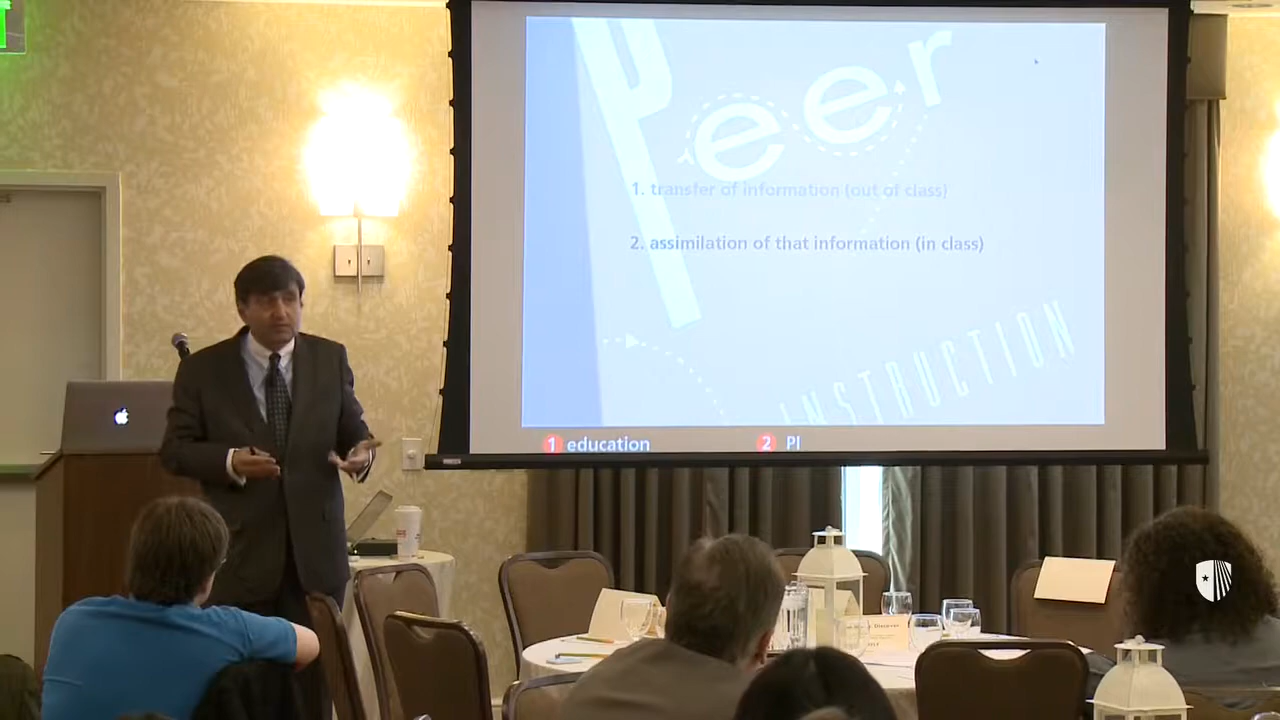 Peer
1. transfer of information (out of class)
2. assimilation of that information (in class)
INSTRUCTION
1 education
2 PI